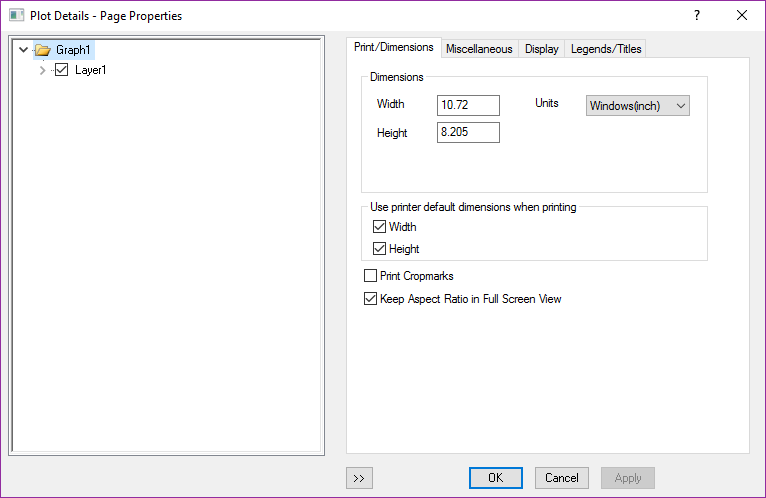 Plot Details - Page Properties
?
Graph1
Layer1
Print/Dimensions Miscellaneous Display Legends/Titles
Dimensions
Width 10.72 Units Windows(inch)
Height 8.205
Use printer default dimensions when printing
Width
Height
Print Cropmarks
Keep Aspect Ratio in Full Screen View
>> OK Cancel Apply